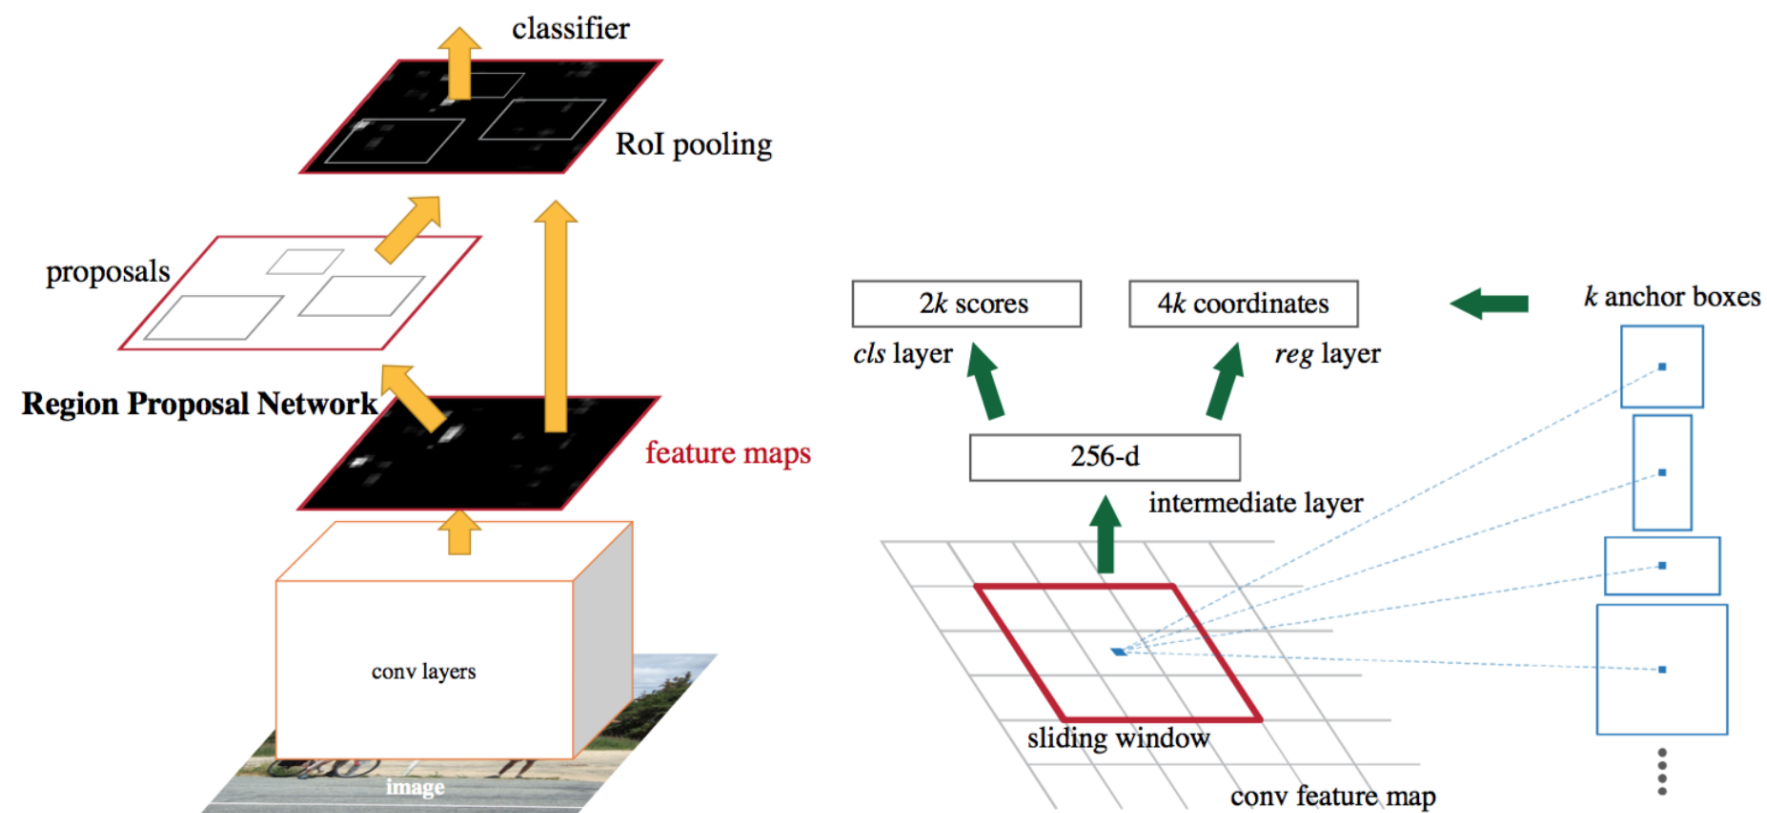 classifier
RoI pooling
proposals
Region Proposal Network
feature maps
conv layers
image
2k scores
4k coordinates
k anchor boxes
cls layer
reg layer
256-d
intermediate layer
sliding window
conv feature map